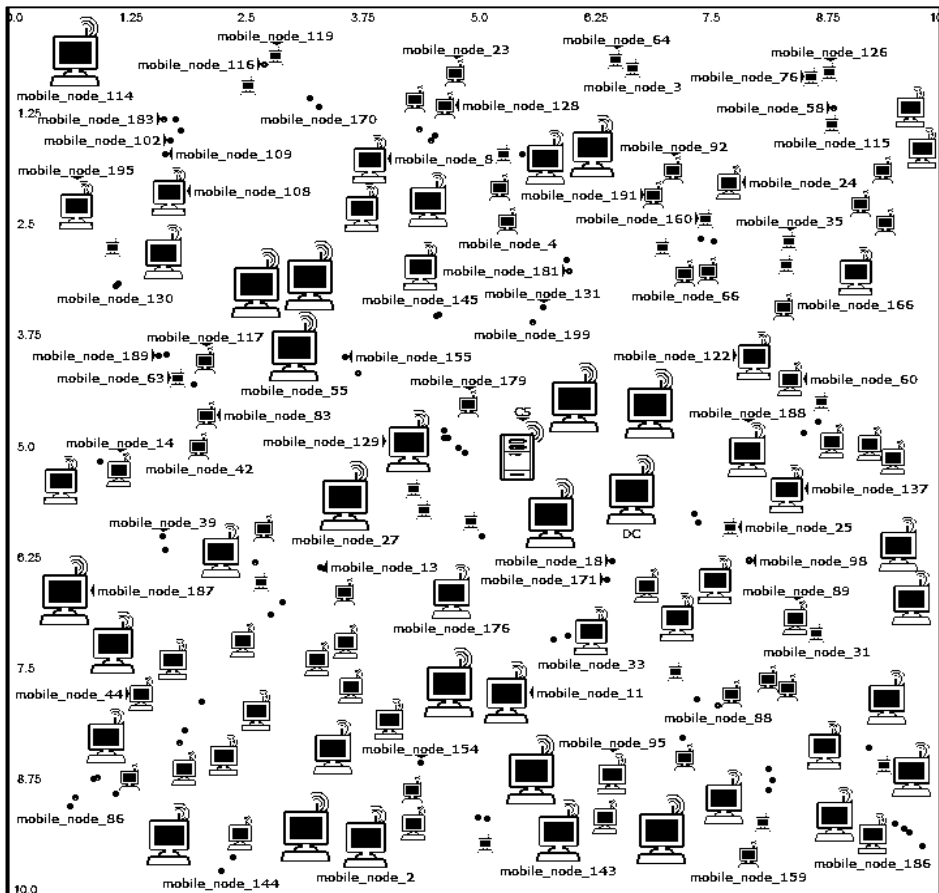 0.0 1.25 2.5 3.75 5.0 6.25 7.5 8.75 10
mobile_node_119 mobile_node_23 mobile_node_64 mobile_node_126
mobile_node_116 mobile_node_76
mobile_node_114 mobile_node_3
mobile_node_128 mobile_node_58
1.25 mobile_node_183 mobile_node_170
mobile_node_102 mobile_node_92 mobile_node_115
mobile_node_109 mobile_node_8
mobile_node_195
mobile_node_108 mobile_node_191 mobile_node_24
2.5 mobile_node_160 mobile_node_35
mobile_node_4
mobile_node_181
mobile_node_130 mobile_node_145 mobile_node_131 mobile_node_66 mobile_node_166
3.75 mobile_node_117 mobile_node_199
mobile_node_189 mobile_node_155 mobile_node_122
mobile_node_63 mobile_node_55 mobile_node_179 mobile_node_60
mobile_node_83 CS mobile_node_188
5.0 mobile_node_14 mobile_node_129
mobile_node_42
mobile_node_137
mobile_node_39 mobile_node_27 DC mobile_node_25
6.25 mobile_node_13 mobile_node_18 mobile_node_98
mobile_node_171
mobile_node_187 mobile_node_89
mobile_node_176
mobile_node_33 mobile_node_31
7.5
mobile_node_44 mobile_node_11
mobile_node_88
mobile_node_154 mobile_node_95
8.75
mobile_node_86
mobile_node_2 mobile_node_143 mobile_node_186
mobile_node_144 mobile_node_159
10.0